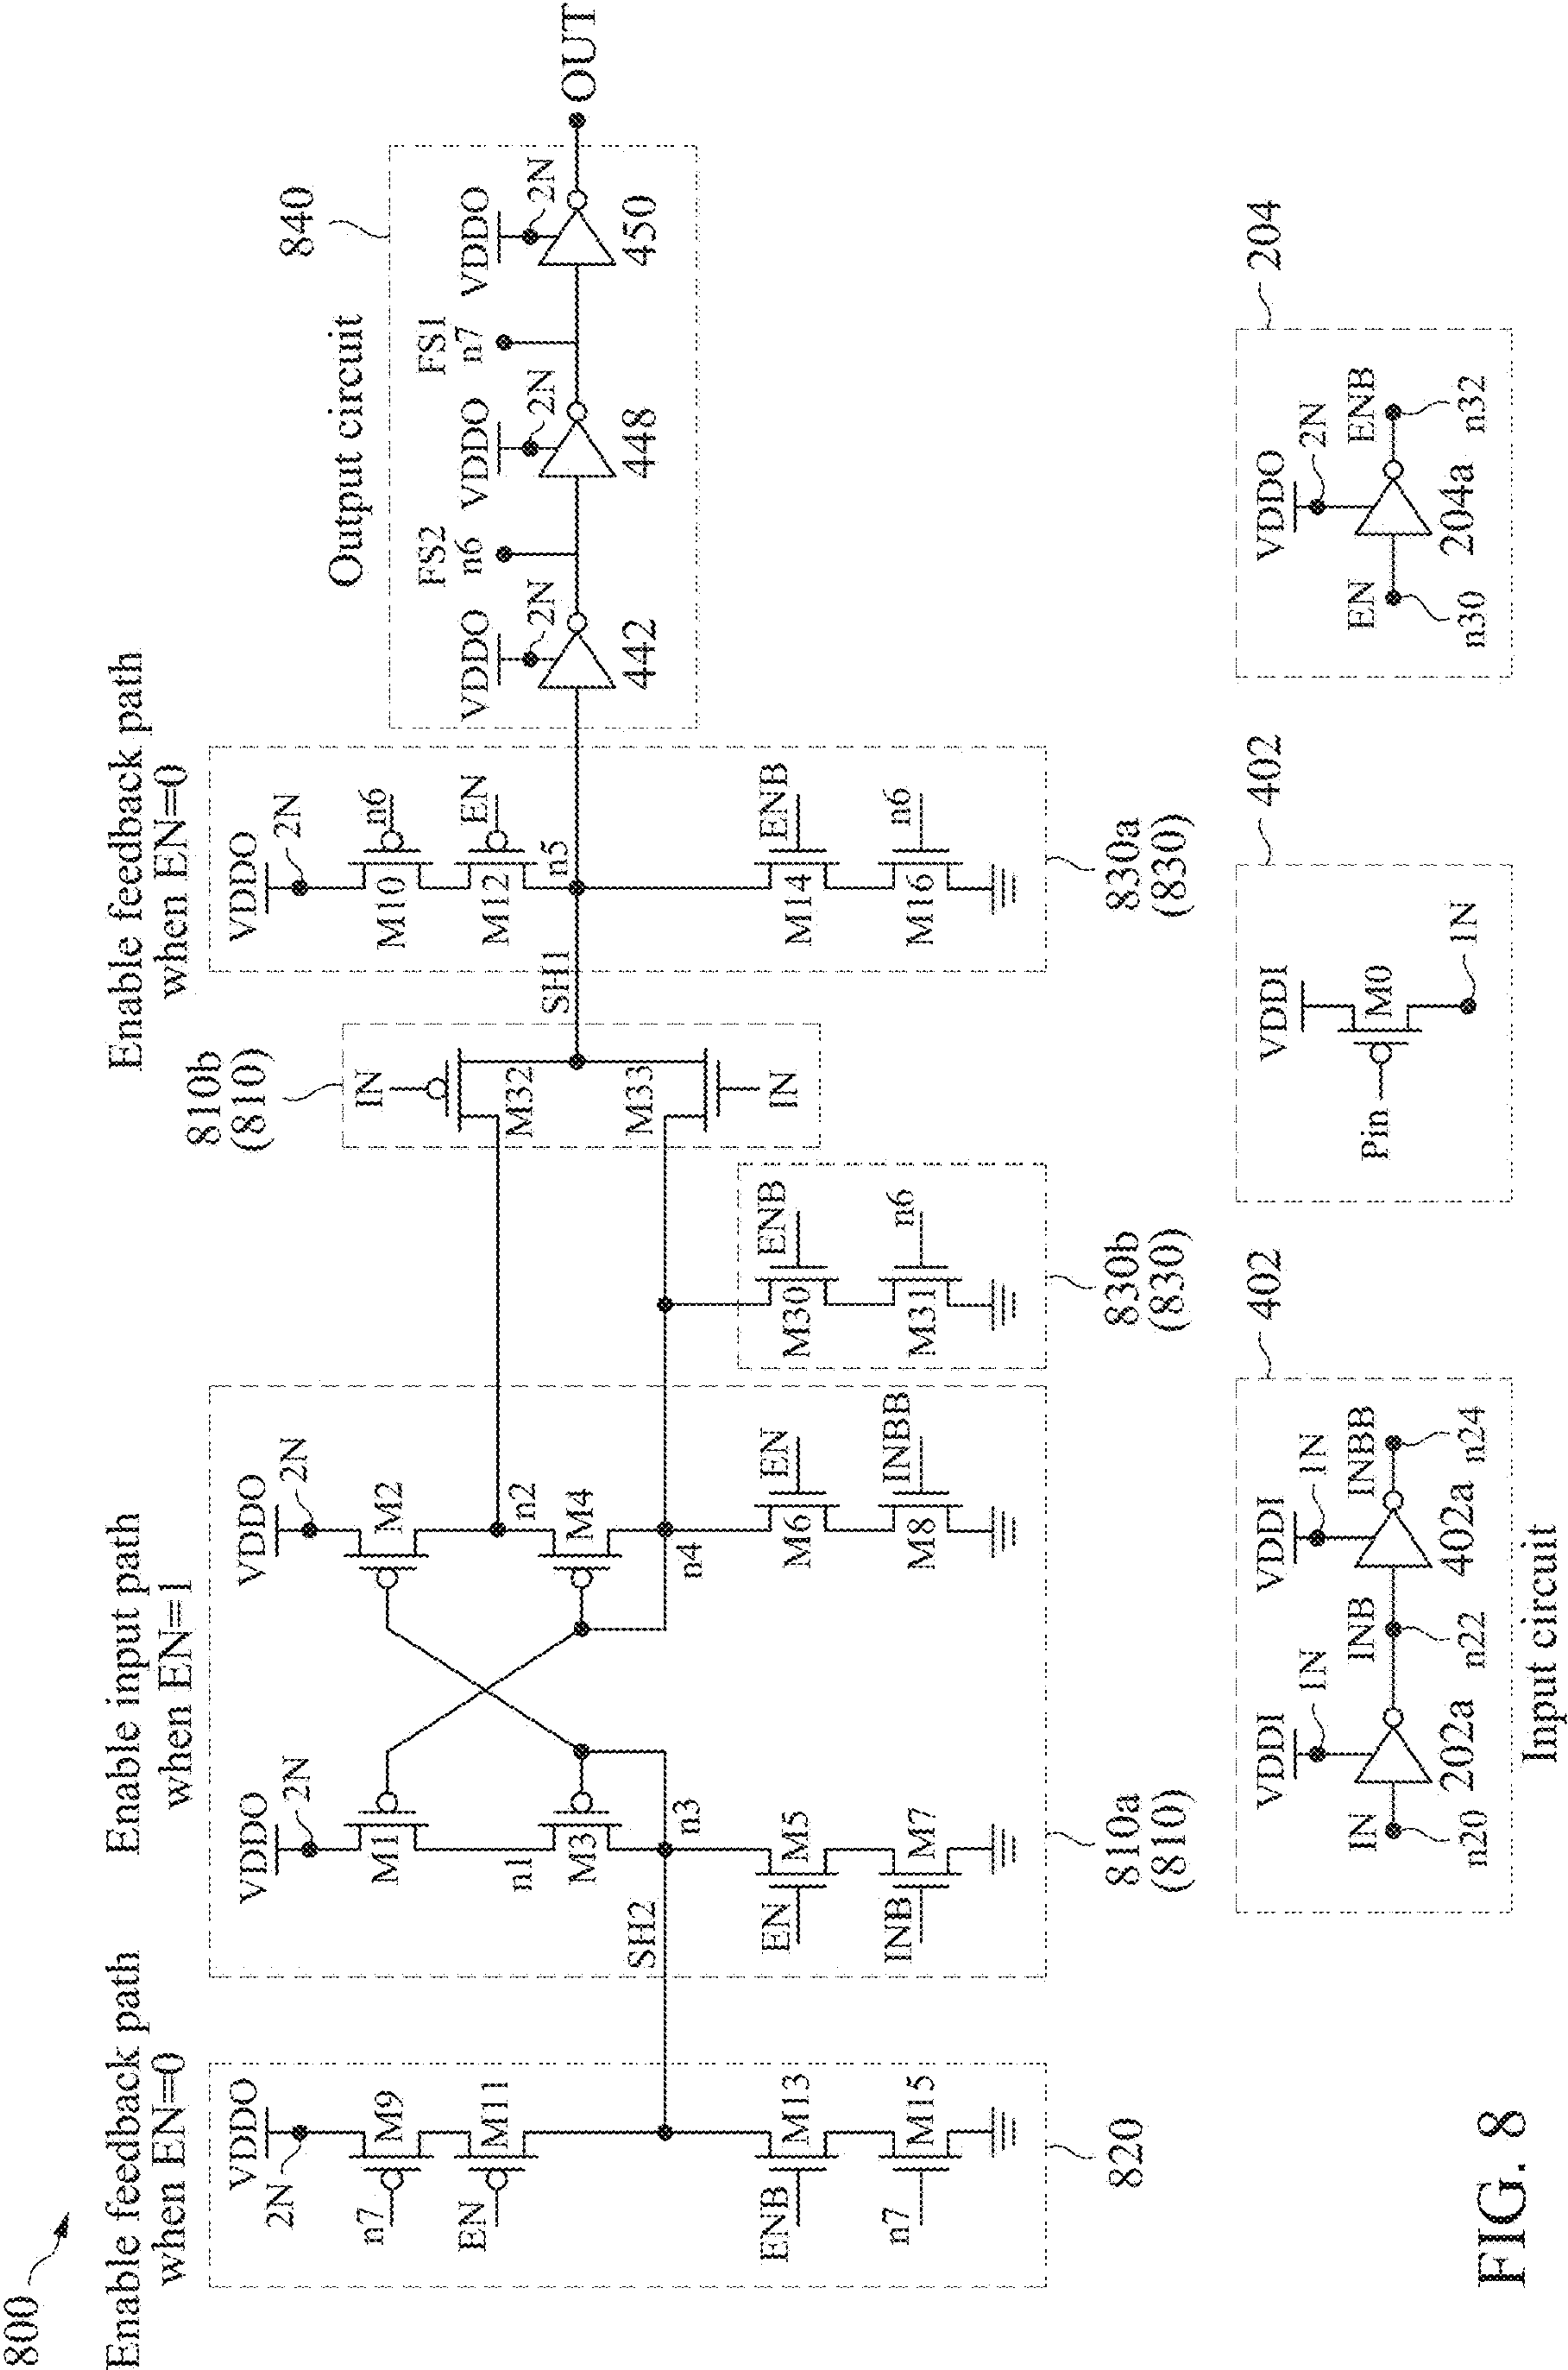 800
Enable feedback path
when EN=0
Enable input path
when EN=1
Enable feedback path
when EN=0
810b
(810)
Output circuit
840
VDDO
2N
n7
M9
EN
M11
ENB
M13
n7
M15
820
SH2
VDDO
2N
M1
n1
M3
n3
EN
M5
INB
M7
VDDO
2N
M2
n2
M4
n4
EN
M6
INBB
M8
810a
(810)
ENB
M30
n6
M31
830b
(830)
IN
M32
M33
IN
SH1
VDDO
2N
n6
M10
EN
M12
n5
ENB
M14
n6
M16
830a
(830)
VDDO
2N
442
FS2
n6
VDDO
2N
448
FS1
n7
VDDO
2N
450
OUT
402
VDDI
1N
IN
n20
202a
INB
n22
VDDI
1N
402a
INBB
n24
Input circuit
402
VDDI
Pin
M0
1N
204
VDDO
2N
EN
n30
204a
ENB
n32
FIG. 8